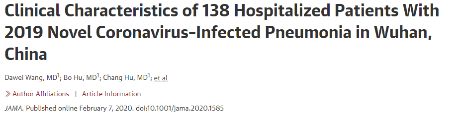 Clinical Characteristics of 138 Hospitalized Patients With
2019 Novel Coronavirus-Infected Pneumonia in Wuhan,
China
Dawei Wang, MD1; Bo Hu, MD1; Chang Hu, MD1; et al
≫ Author Affiliations | Article Information
JAMA. Published online February 7, 2020. doi:10.1001/jama.2020.1585